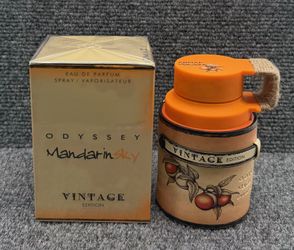 EAU DE PARFUM
SPRAY - VAPORISATEUR
ODYSSEY
Mandarin Sky
VINTAGE
EDITION
VINTAGE
EDITION